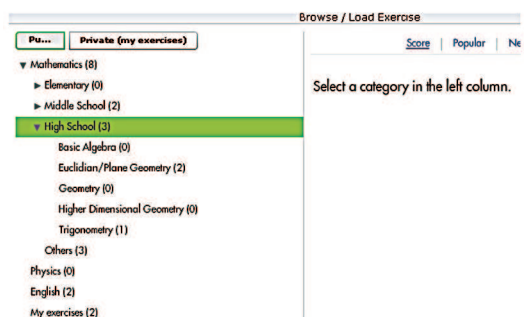 Browse / Load Exercise
Pu... Private (my exercises)
Score | Popular | Ne
Mathematics (8)
Elementary (0)
Select a category in the left column.
Middle School (2)
High School (3)
Basic Algebra (0)
Euclidian/Plane Geometry (2)
Geometry (0)
Higher Dimensional Geometry (0)
Trigonometry (1)
Others (3)
Physics (0)
English (2)
My exercises (2)